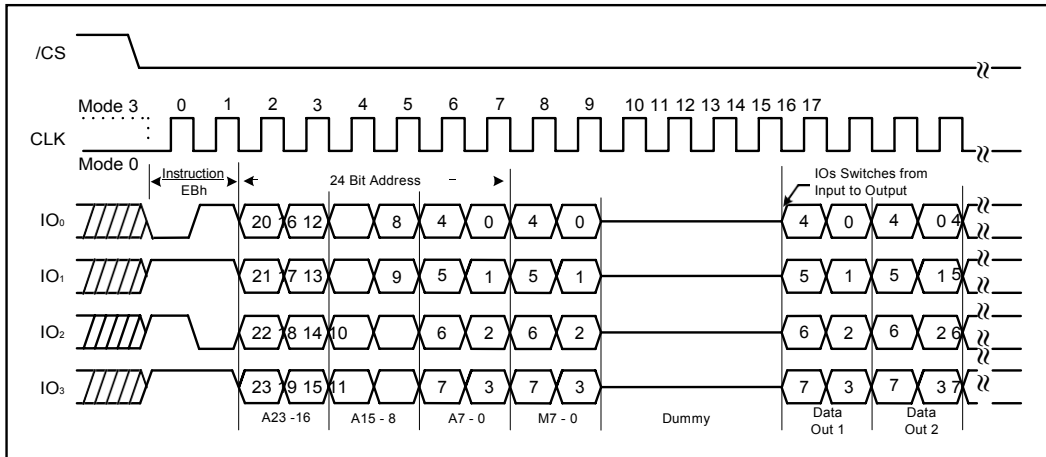 /CS
Mode 3 0 1 2 3 4 5 6 7 8 9 10 11 12 13 14 15 16 17
CLK
Mode 0
Instruction
EBh
24 Bit Address
IOs Switches from
Input to Output
IO₀ 20 16 12 8 4 0 4 0 4 0 4 0 4
IO₁ 21 17 13 9 5 1 5 1 5 1 5 1 5
IO₂ 22 18 14 10 6 2 6 2 6 2 6 2 6
IO₃ 23 19 15 11 7 3 7 3 7 3 7 3 7
A23 -16 A15 - 8 A7 - 0 M7 - 0 Dummy
Data
Out 1
Data
Out 2